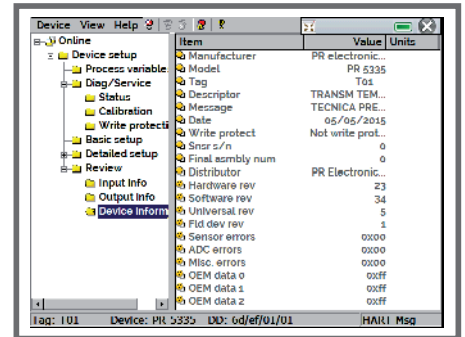 Device View Help
Online
Device setup
Process variable
Diag/Service
Status
Calibration
Write protecti
Basic setup
Detailed setup
Review
Input info
Output info
Device inform
Item Value Units
Manufacturer PR electronic...
Model PR 5335
Tag T01
Descriptor TRANSM TEM...
Message TECNICA PRE...
Date 05/05/2015
Write protect Not write prot...
Snsr s/n 0
Final asmbly num 0
Distributor PR Electronic...
Hardware rev 23
Software rev 34
Universal rev 5
Fld dev rev 1
Sensor errors 0x00
ADC errors 0x00
Misc. errors 0x00
OEM data 0 0xff
OEM data 1 0xff
OEM data 2 0xff
Tag: T01 Device: PR 5335 DD: 6d/ef/01/01 HART Msg